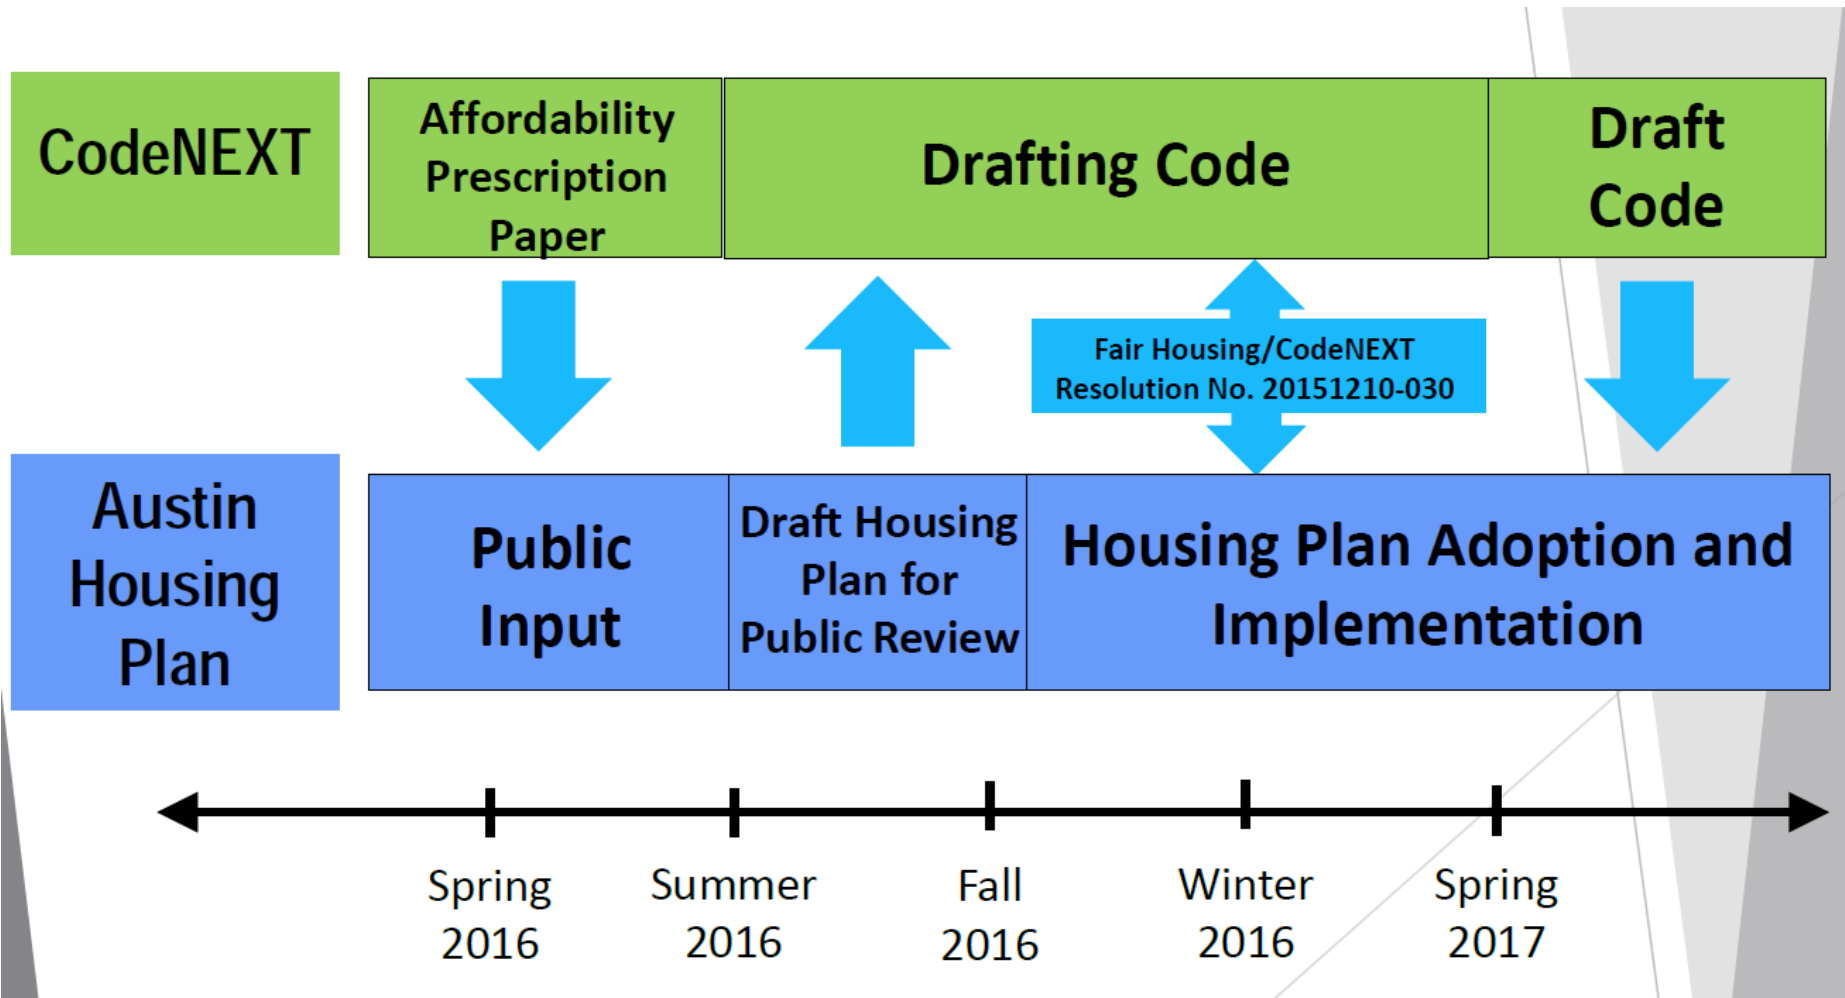 CodeNEXT
Affordability
Prescription
Paper
Drafting Code
Draft
Code
Fair Housing/CodeNEXT
Resolution No. 20151210-030
Austin
Housing
Plan
Public
Input
Draft Housing
Plan for
Public Review
Housing Plan Adoption and
Implementation
Spring
2016
Summer
2016
Fall
2016
Winter
2016
Spring
2017